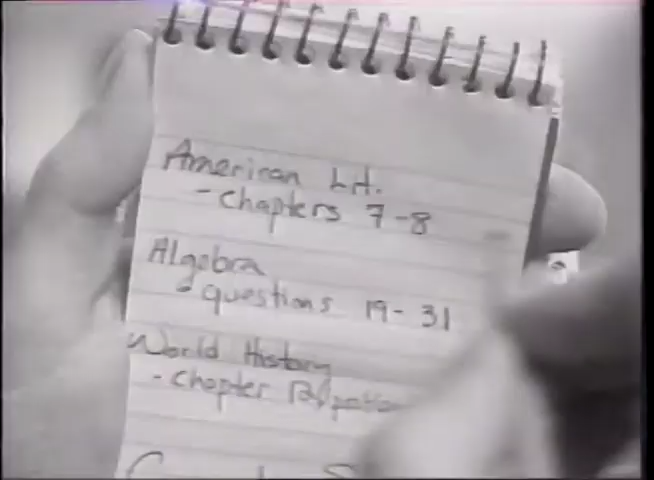 American Lit.
- Chapters 7-8
Algebra
- questions 19-31
World History
- Chapter